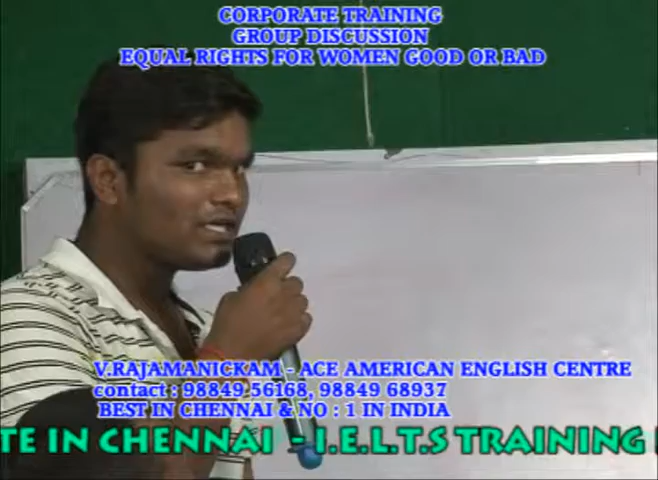 CORPORATE TRAINING
GROUP DISCUSSION
EQUAL RIGHTS FOR WOMEN GOOD OR BAD
V.RAJAMANICKAM - ACE AMERICAN ENGLISH CENTRE
contact : 98849 56168, 98849 68937
BEST IN CHENNAI & NO : 1 IN INDIA
TE IN CHENNAI - I.E.L.T.S TRAINING